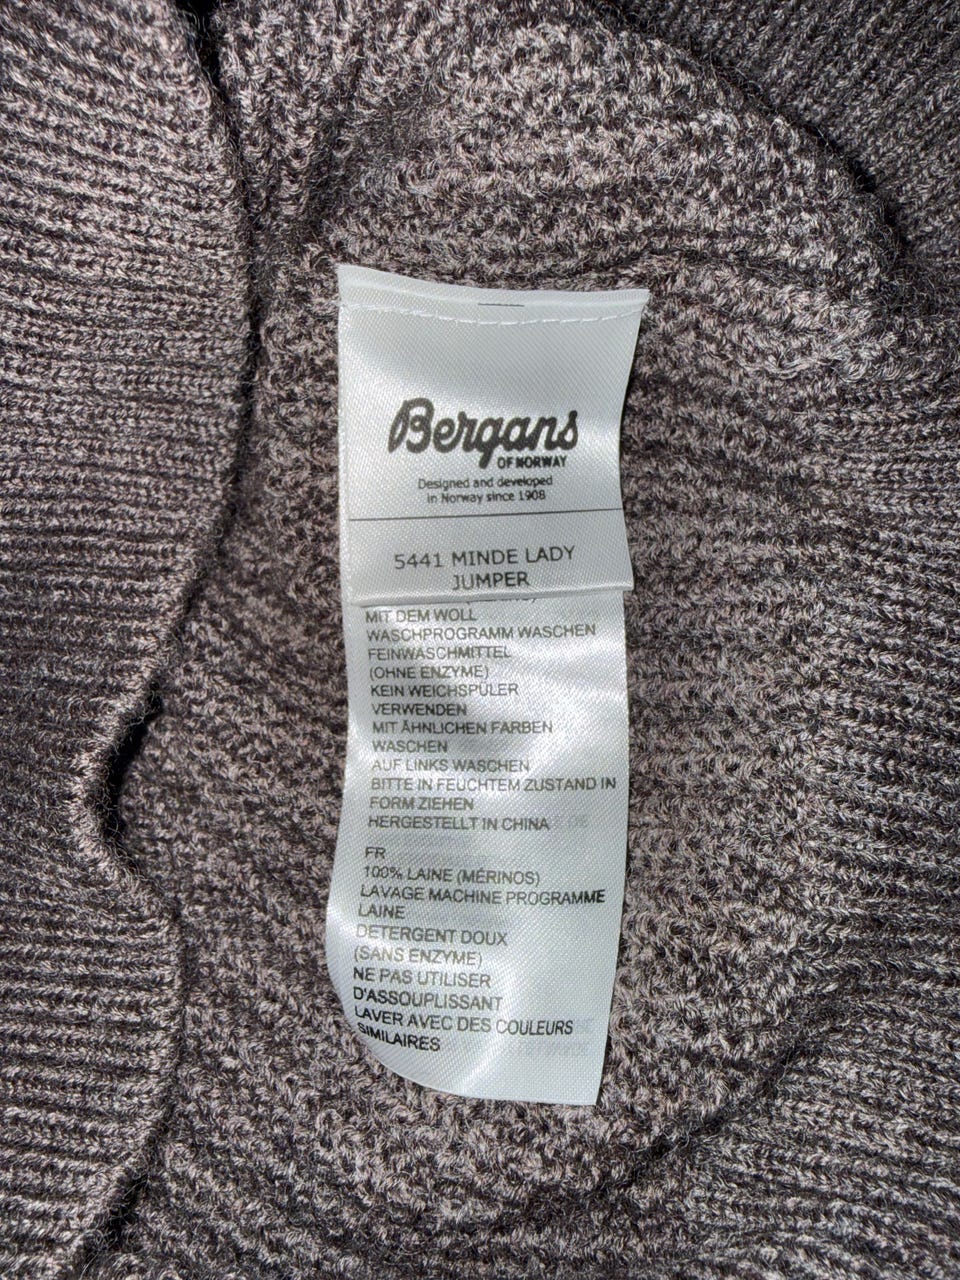 Bergans
OF NORWAY
Designed and developed
in Norway since 1908
5441 MINDE LADY
JUMPER
MIT DEM WOLL
WASCHPROGRAMM WASCHEN
FEINWASCHMITTEL
(OHNE ENZYME)
KEIN WEICHSPÜLER
VERWENDEN
MIT ÄHNLICHEN FARBEN
WASCHEN
AUF LINKS WASCHEN
BITTE IN FEUCHTEM ZUSTAND IN
FORM ZIEHEN
HERGESTELLT IN CHINA
FR
100% LAINE (MÉRINOS)
LAVAGE MACHINE PROGRAMME
LAINE
DETERGENT DOUX
(SANS ENZYME)
NE PAS UTILISER
D'ASSOUPLISSANT
LAVER AVEC DES COULEURS
SIMILAIRES